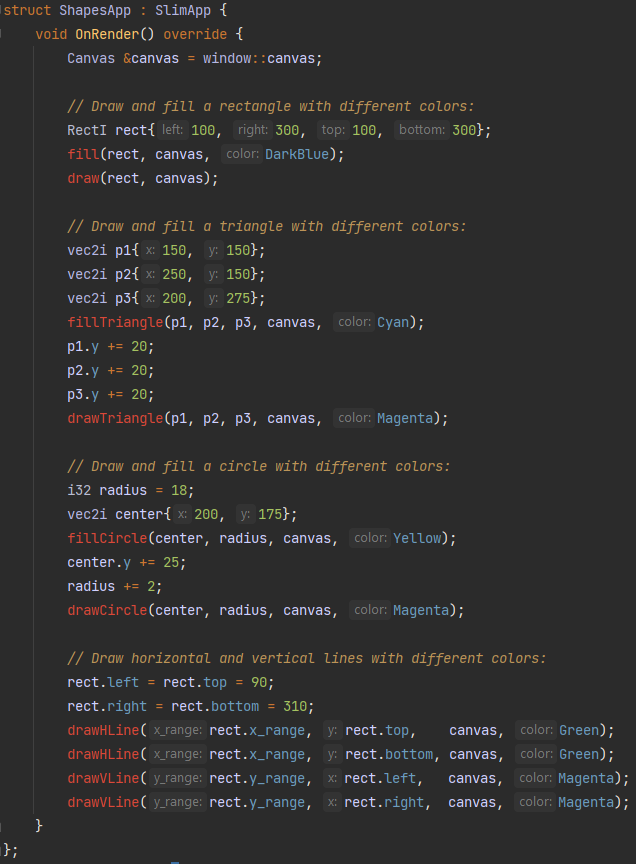 struct ShapesApp : SlimApp {
void OnRender() override {
Canvas &canvas = window::canvas;
// Draw and fill a rectangle with different colors:
RectI rect{ left: 100, right: 300, top: 100, bottom: 300};
fill(rect, canvas, color: DarkBlue);
draw(rect, canvas);
// Draw and fill a triangle with different colors:
vec2i p1{ x: 150, y: 150};
vec2i p2{ x: 250, y: 150};
vec2i p3{ x: 200, y: 275};
fillTriangle(p1, p2, p3, canvas, color: Cyan);
p1.y += 20;
p2.y += 20;
p3.y += 20;
drawTriangle(p1, p2, p3, canvas, color: Magenta);
// Draw and fill a circle with different colors:
i32 radius = 18;
vec2i center{ x: 200, y: 175};
fillCircle(center, radius, canvas, color: Yellow);
center.y += 25;
radius += 2;
drawCircle(center, radius, canvas, color: Magenta);
// Draw horizontal and vertical lines with different colors:
rect.left = rect.top = 90;
rect.right = rect.bottom = 310;
drawHLine( x_range: rect.x_range, y: rect.top, canvas, color: Green);
drawHLine( x_range: rect.x_range, y: rect.bottom, canvas, color: Green);
drawVLine( y_range: rect.y_range, x: rect.left, canvas, color: Magenta);
drawVLine( y_range: rect.y_range, x: rect.right, canvas, color: Magenta);
}
};